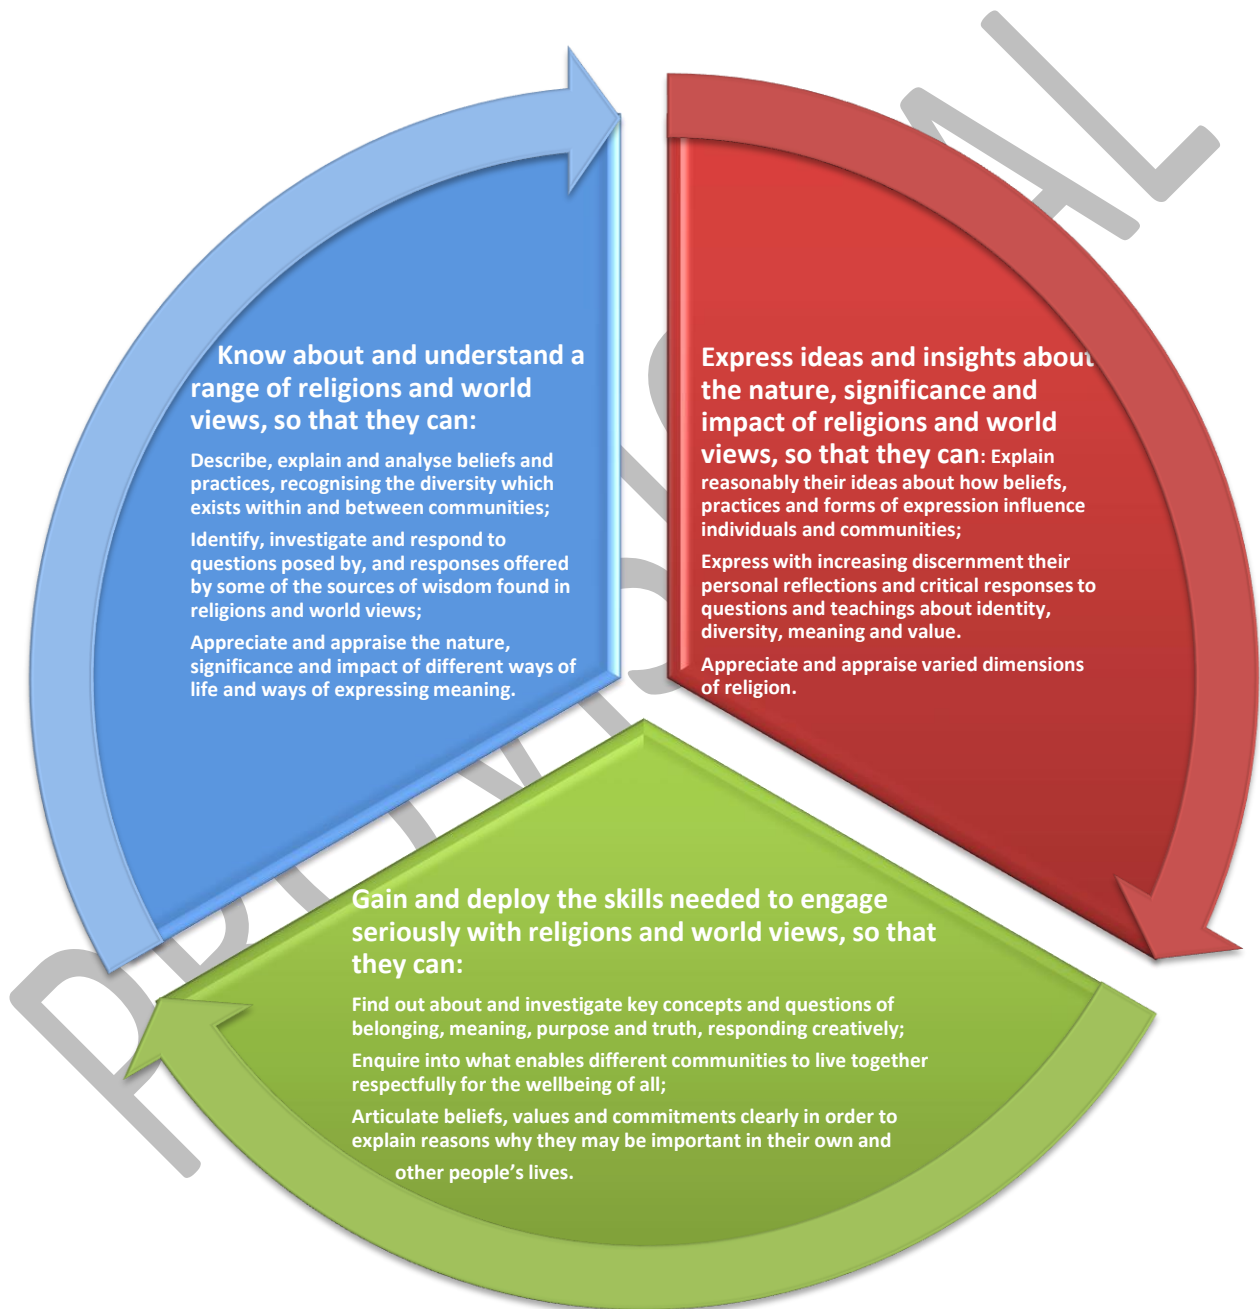 Know about and understand a
range of religions and world
views, so that they can:
Describe, explain and analyse beliefs and
practices, recognising the diversity which
exists within and between communities;
Identify, investigate and respond to
questions posed by, and responses offered
by some of the sources of wisdom found in
religions and world views;
Appreciate and appraise the nature,
significance and impact of different ways of
life and ways of expressing meaning.
Express ideas and insights about
the nature, significance and
impact of religions and world
views, so that they can: Explain
reasonably their ideas about how beliefs,
practices and forms of expression influence
individuals and communities;
Express with increasing discernment their
personal reflections and critical responses to
questions and teachings about identity,
diversity, meaning and value.
Appreciate and appraise varied dimensions
of religion.
Gain and deploy the skills needed to engage
seriously with religions and world views, so that
they can:
Find out about and investigate key concepts and questions of
belonging, meaning, purpose and truth, responding creatively;
Enquire into what enables different communities to live together
respectfully for the wellbeing of all;
Articulate beliefs, values and commitments clearly in order to
explain reasons why they may be important in their own and
other people's lives.